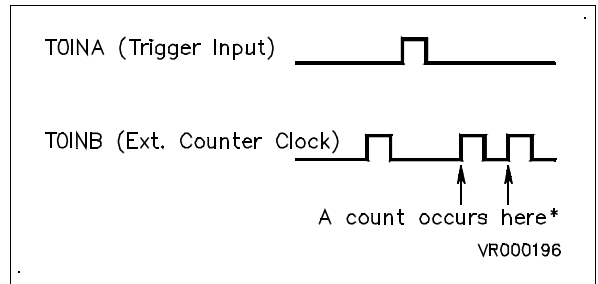 T0INA (Trigger Input)
T0INB (Ext. Counter Clock)
A count occurs here*
VR000196